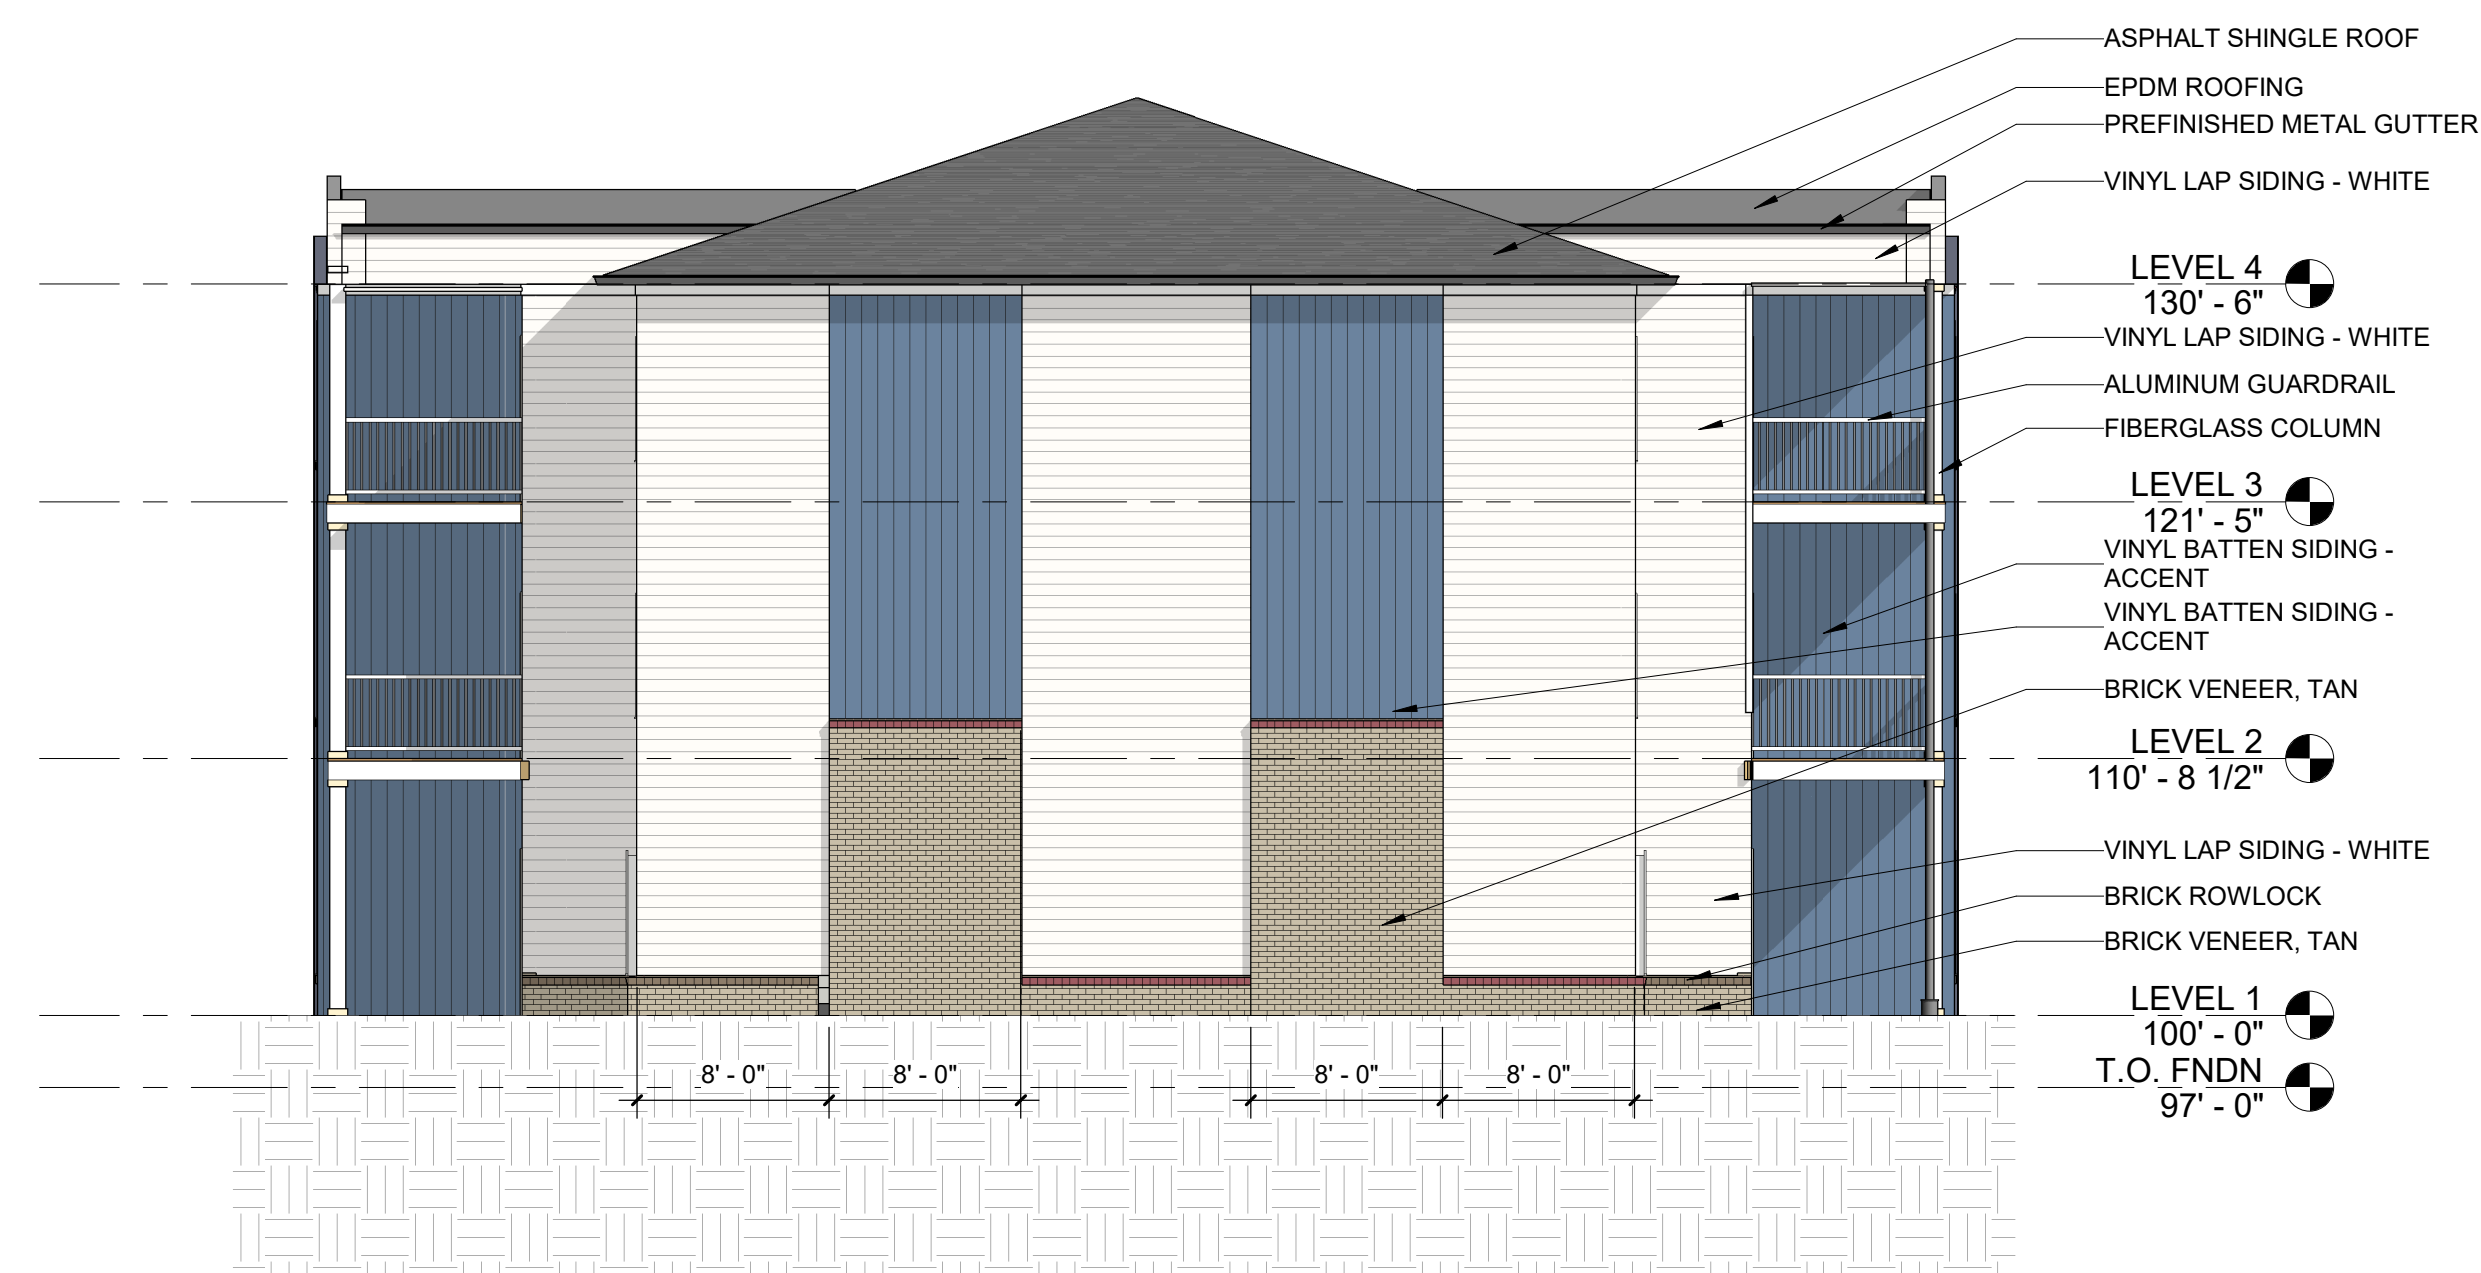 ASPHALT SHINGLE ROOF
EPDM ROOFING
PREFINISHED METAL GUTTER
VINYL LAP SIDING - WHITE
LEVEL 4
130' - 6"
VINYL LAP SIDING - WHITE
ALUMINUM GUARDRAIL
FIBERGLASS COLUMN
LEVEL 3
121' - 5"
VINYL BATTEN SIDING -
ACCENT
VINYL BATTEN SIDING -
ACCENT
BRICK VENEER, TAN
LEVEL 2
110' - 8 1/2"
VINYL LAP SIDING - WHITE
BRICK ROWLOCK
BRICK VENEER, TAN
LEVEL 1
100' - 0"
T.O. FNDN
97' - 0"
8' - 0"
8' - 0"
8' - 0"
8' - 0"